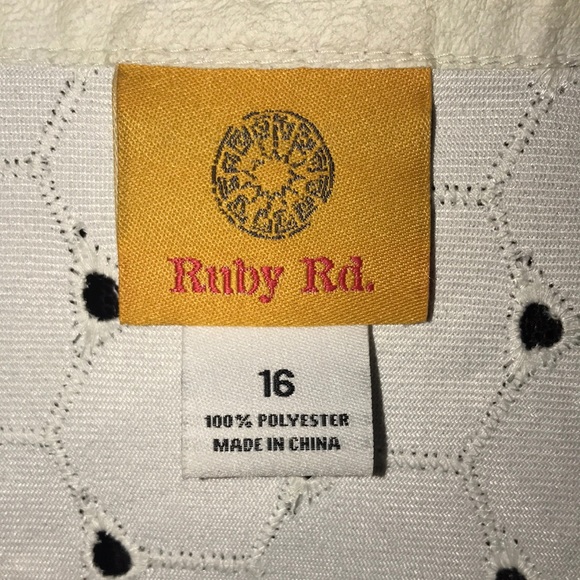 Ruby Rd.
16
100% POLYESTER
MADE IN CHINA